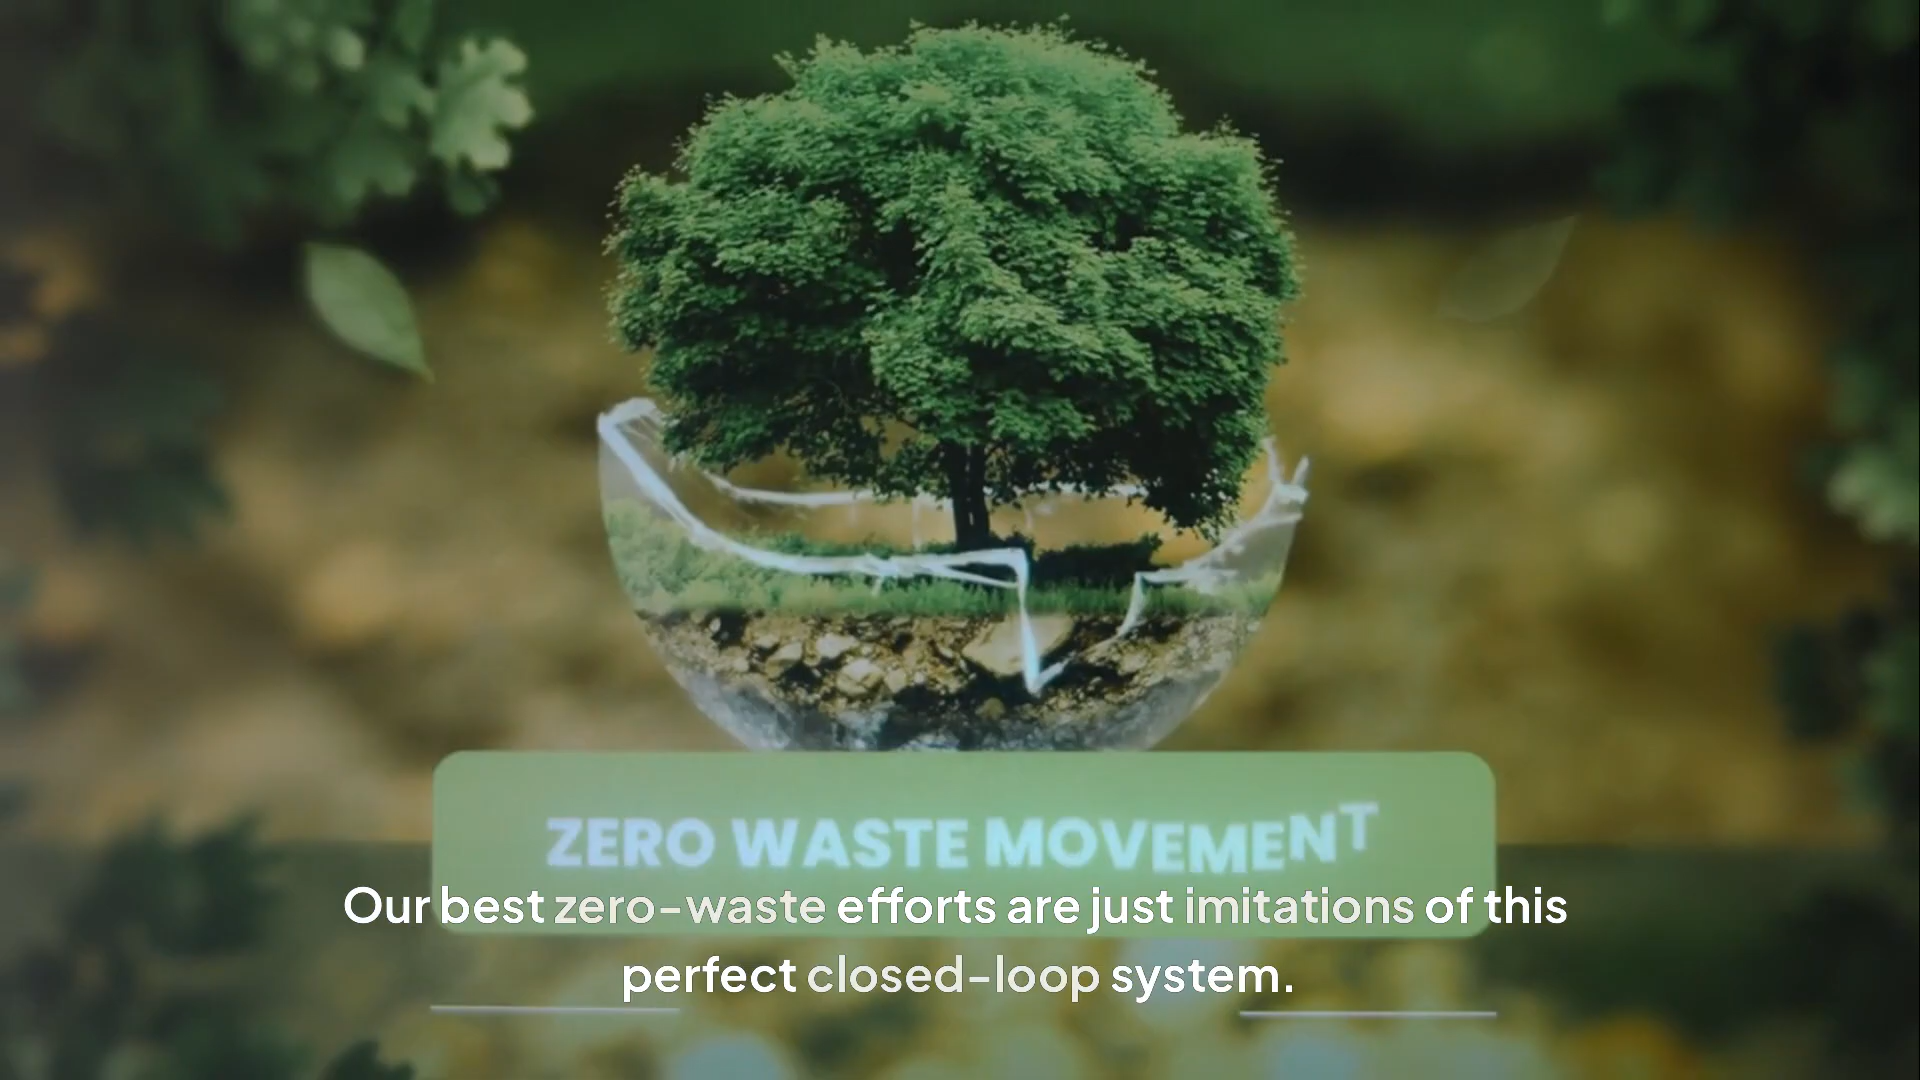 ZERO WASTE MOVEMENT
Our best zero-waste efforts are just imitations of this
perfect closed-loop system.